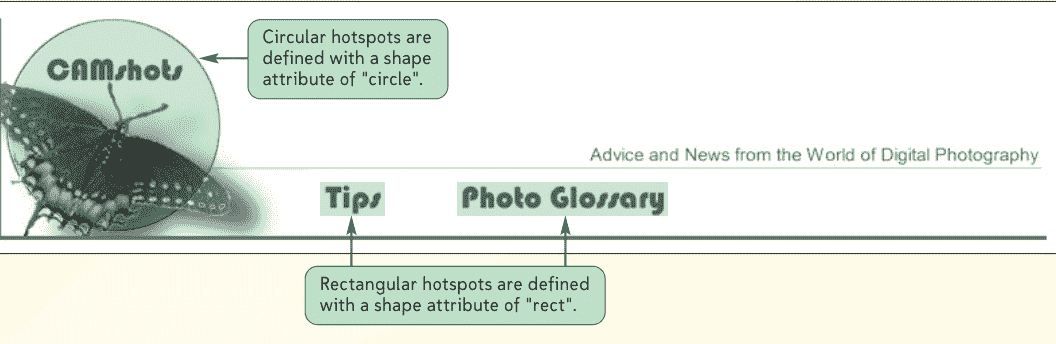 Circular hotspots are
defined with a shape
attribute of "circle".
CAMshots
Advice and News from the World of Digital Photography
Tips
Photo Glossary
Rectangular hotspots are defined
with a shape attribute of "rect".